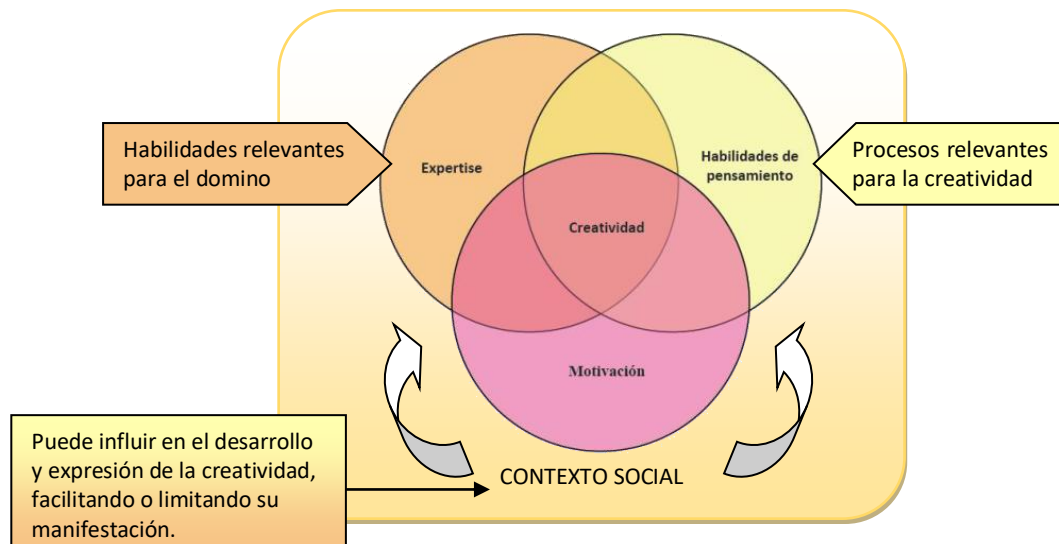 Habilidades relevantes
para el domino
Expertise
Habilidades de
pensamiento
Procesos relevantes
para la creatividad
Creatividad
Motivación
Puede influir en el desarrollo
y expresión de la creatividad,
facilitando o limitando su
manifestación.
CONTEXTO SOCIAL